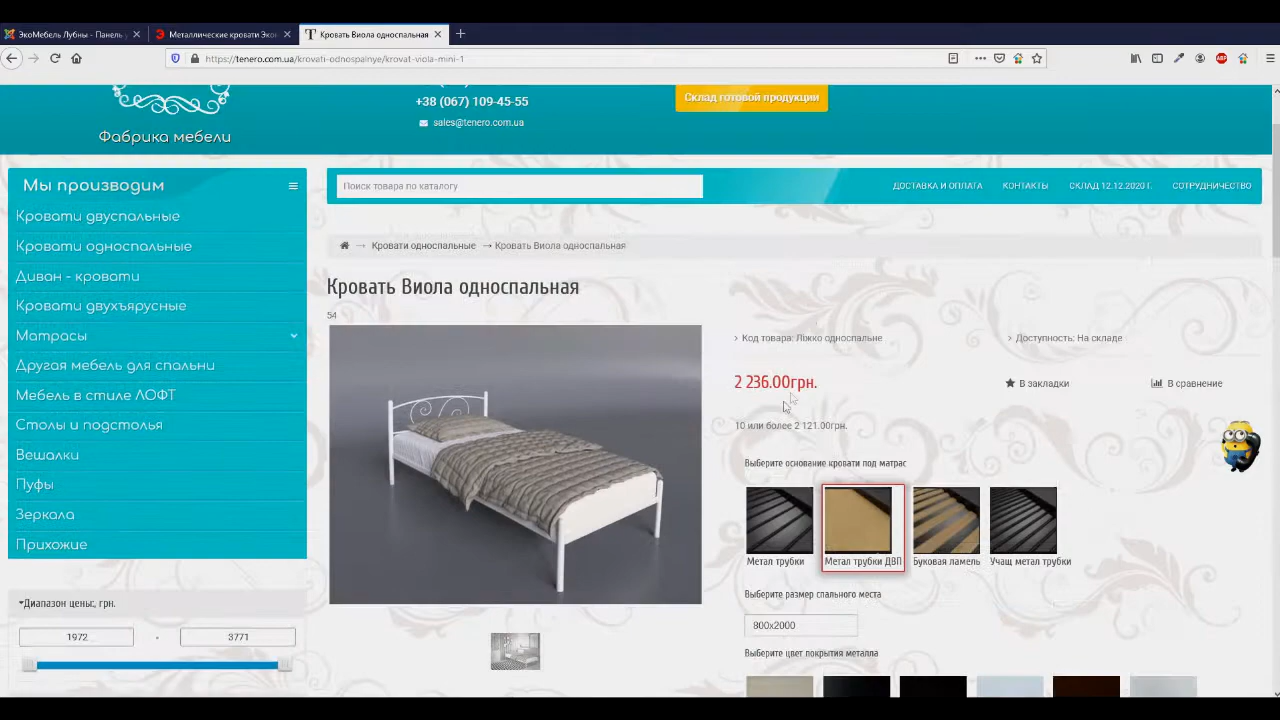 ЭкоМебель Лубны - Панель у
Металлические кровати Экон
Кровать Виола односпальная
https://tenero.com.ua/krovati-odnospalnye/krovat-viola-mini-1
+38 (067) 109-45-55
sales@tenero.com.ua
Фабрика мебели
Склад готовой продукции
Мы производим
Кровати двуспальные
Кровати односпальные
Диван - кровати
Кровати двухъярусные
Матрасы
Другая мебель для спальни
Мебель в стиле ЛОФТ
Столы и подстолья
Вешалки
Пуфы
Зеркала
Прихожие
Диапазон цены:, грн.
1972 - 3771
Поиск товара по каталогу
ДОСТАВКА И ОПЛАТА КОНТАКТЫ СКЛАД 12.12.2020 Г. СОТРУДНИЧЕСТВО
Кровати односпальные → Кровать Виола односпальная
Кровать Виола односпальная
54
Код товара: Ліжко односпальне
Доступность: На складе
2 236.00грн.
В закладки
В сравнение
10 или более 2 121.00грн.
Выберите основание кровати под матрас
Метал трубки Метал трубки ДВП Буковая ламель Учащ метал трубки
Выберите размер спального места
800x2000
Выберите цвет покрытия металла
ABP